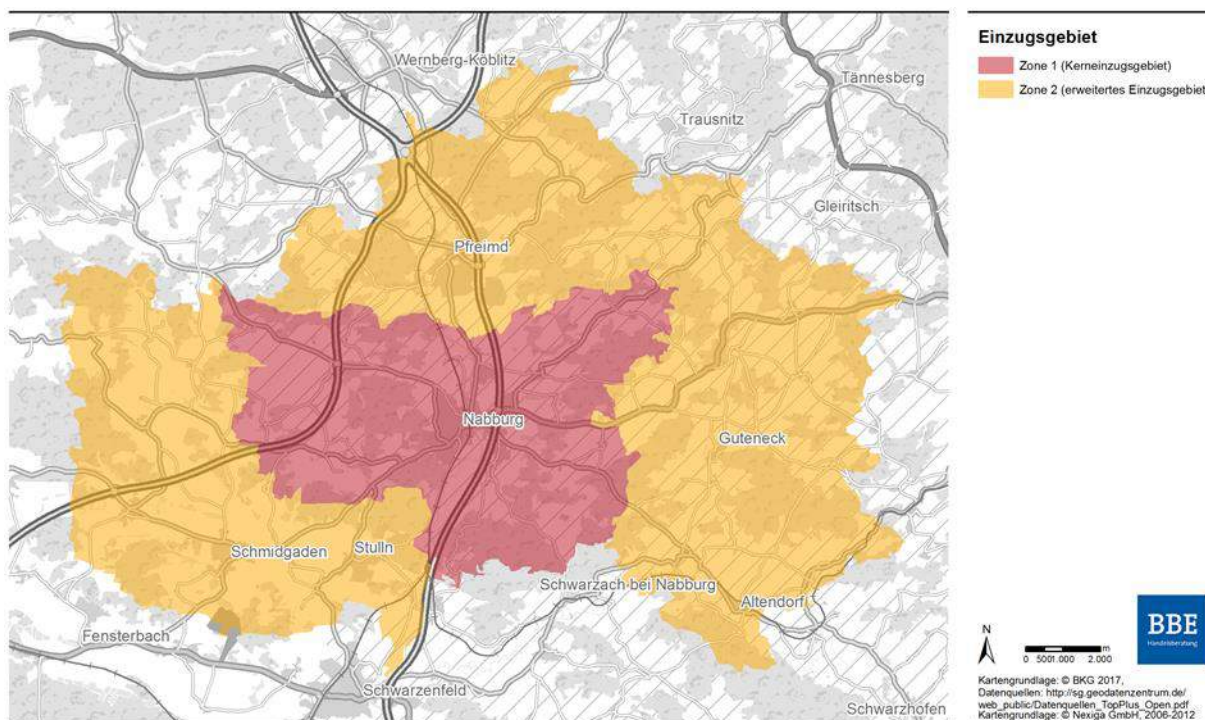 Wernberg-Köblitz
Tännesberg
Trausnitz
Gleiritsch
Pfreimd
Nabburg
Guteneck
Schmidgaden
Stulln
Schwarzach bei Nabburg
Altendorf
Fensterbach
Schwarzenfeld
Schwarzhofen
Einzugsgebiet
Zone 1 (Kerneinzugsgebiet)
Zone 2 (erweitertes Einzugsgebiet
N
0 5001.000 2.000 m
BBE
Handelsberatung
Kartengrundlage: © BKG 2017,
Datenquellen: http://sg.geodatenzentrum.de/
web_public/Datenquellen_TopPlus_Open.pdf
Kartengrundlage: © Nexiga GmbH, 2006-2012